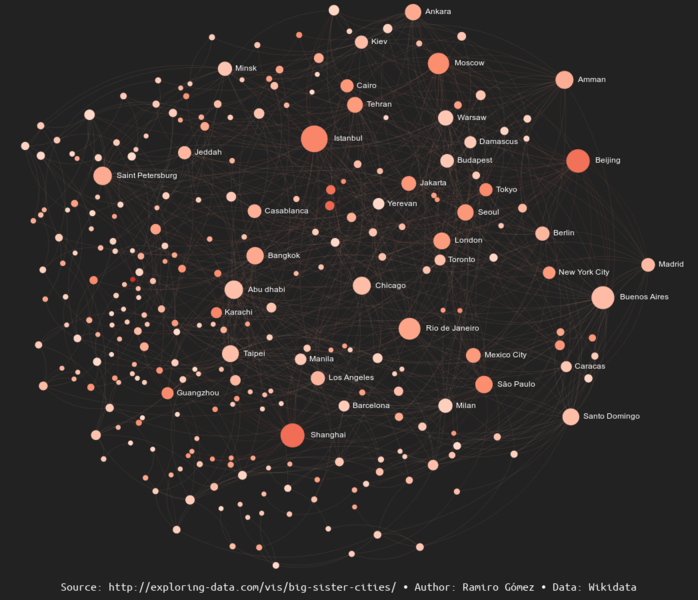 Ankara
Kiev
Moscow
Minsk
Amman
Cairo
Tehran
Warsaw
Istanbul
Damascus
Jeddah
Budapest
Beijing
Saint Petersburg
Jakarta
Tokyo
Yerevan
Casablanca
Seoul
Berlin
London
Bangkok
Toronto
Madrid
New York City
Chicago
Abu dhabi
Buenos Aires
Karachi
Rio de Janeiro
Taipei
Manila
Mexico City
Caracas
Los Angeles
São Paulo
Guangzhou
Barcelona
Milan
Santo Domingo
Shanghai
Source: http://exploring-data.com/vis/big-sister-cities/ • Author: Ramiro Gómez • Data: Wikidata